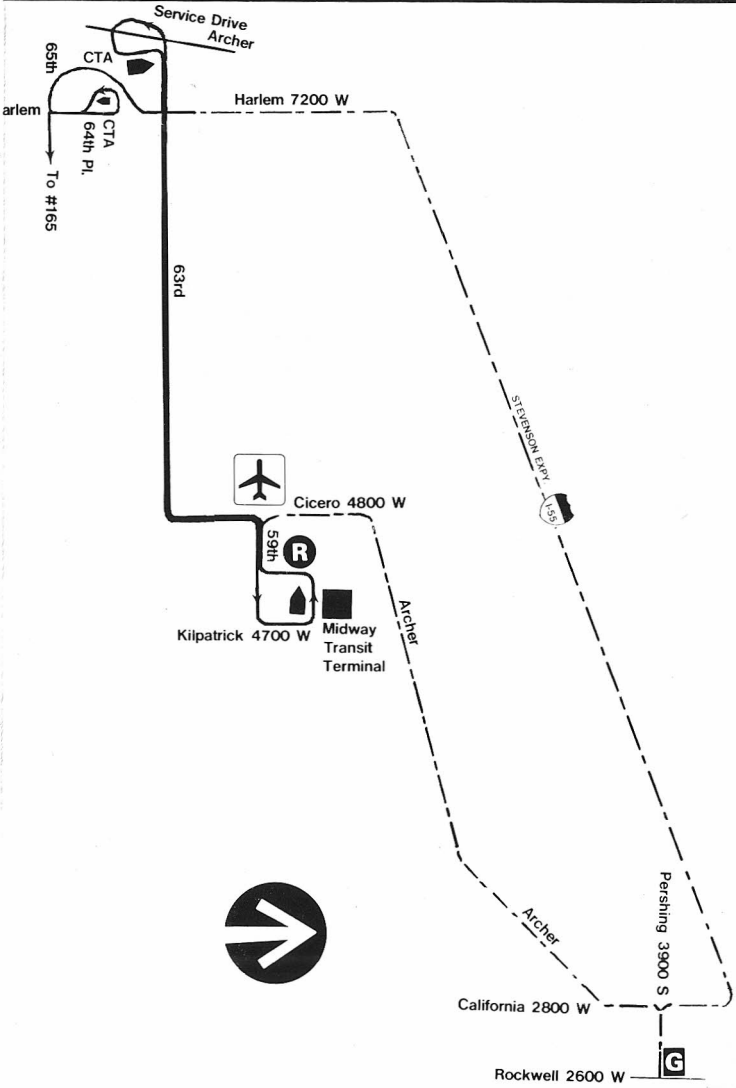 Service Drive
Archer
CTA
65th
arlem
Harlem 7200 W
CTA
64th Pl.
To #165
63rd
STEVENSON EXPY
I-55
Cicero 4800 W
59th
R
Archer
Kilpatrick 4700 W
Midway
Transit
Terminal
Archer
Pershing 3900 S
California 2800 W
G
Rockwell 2600 W